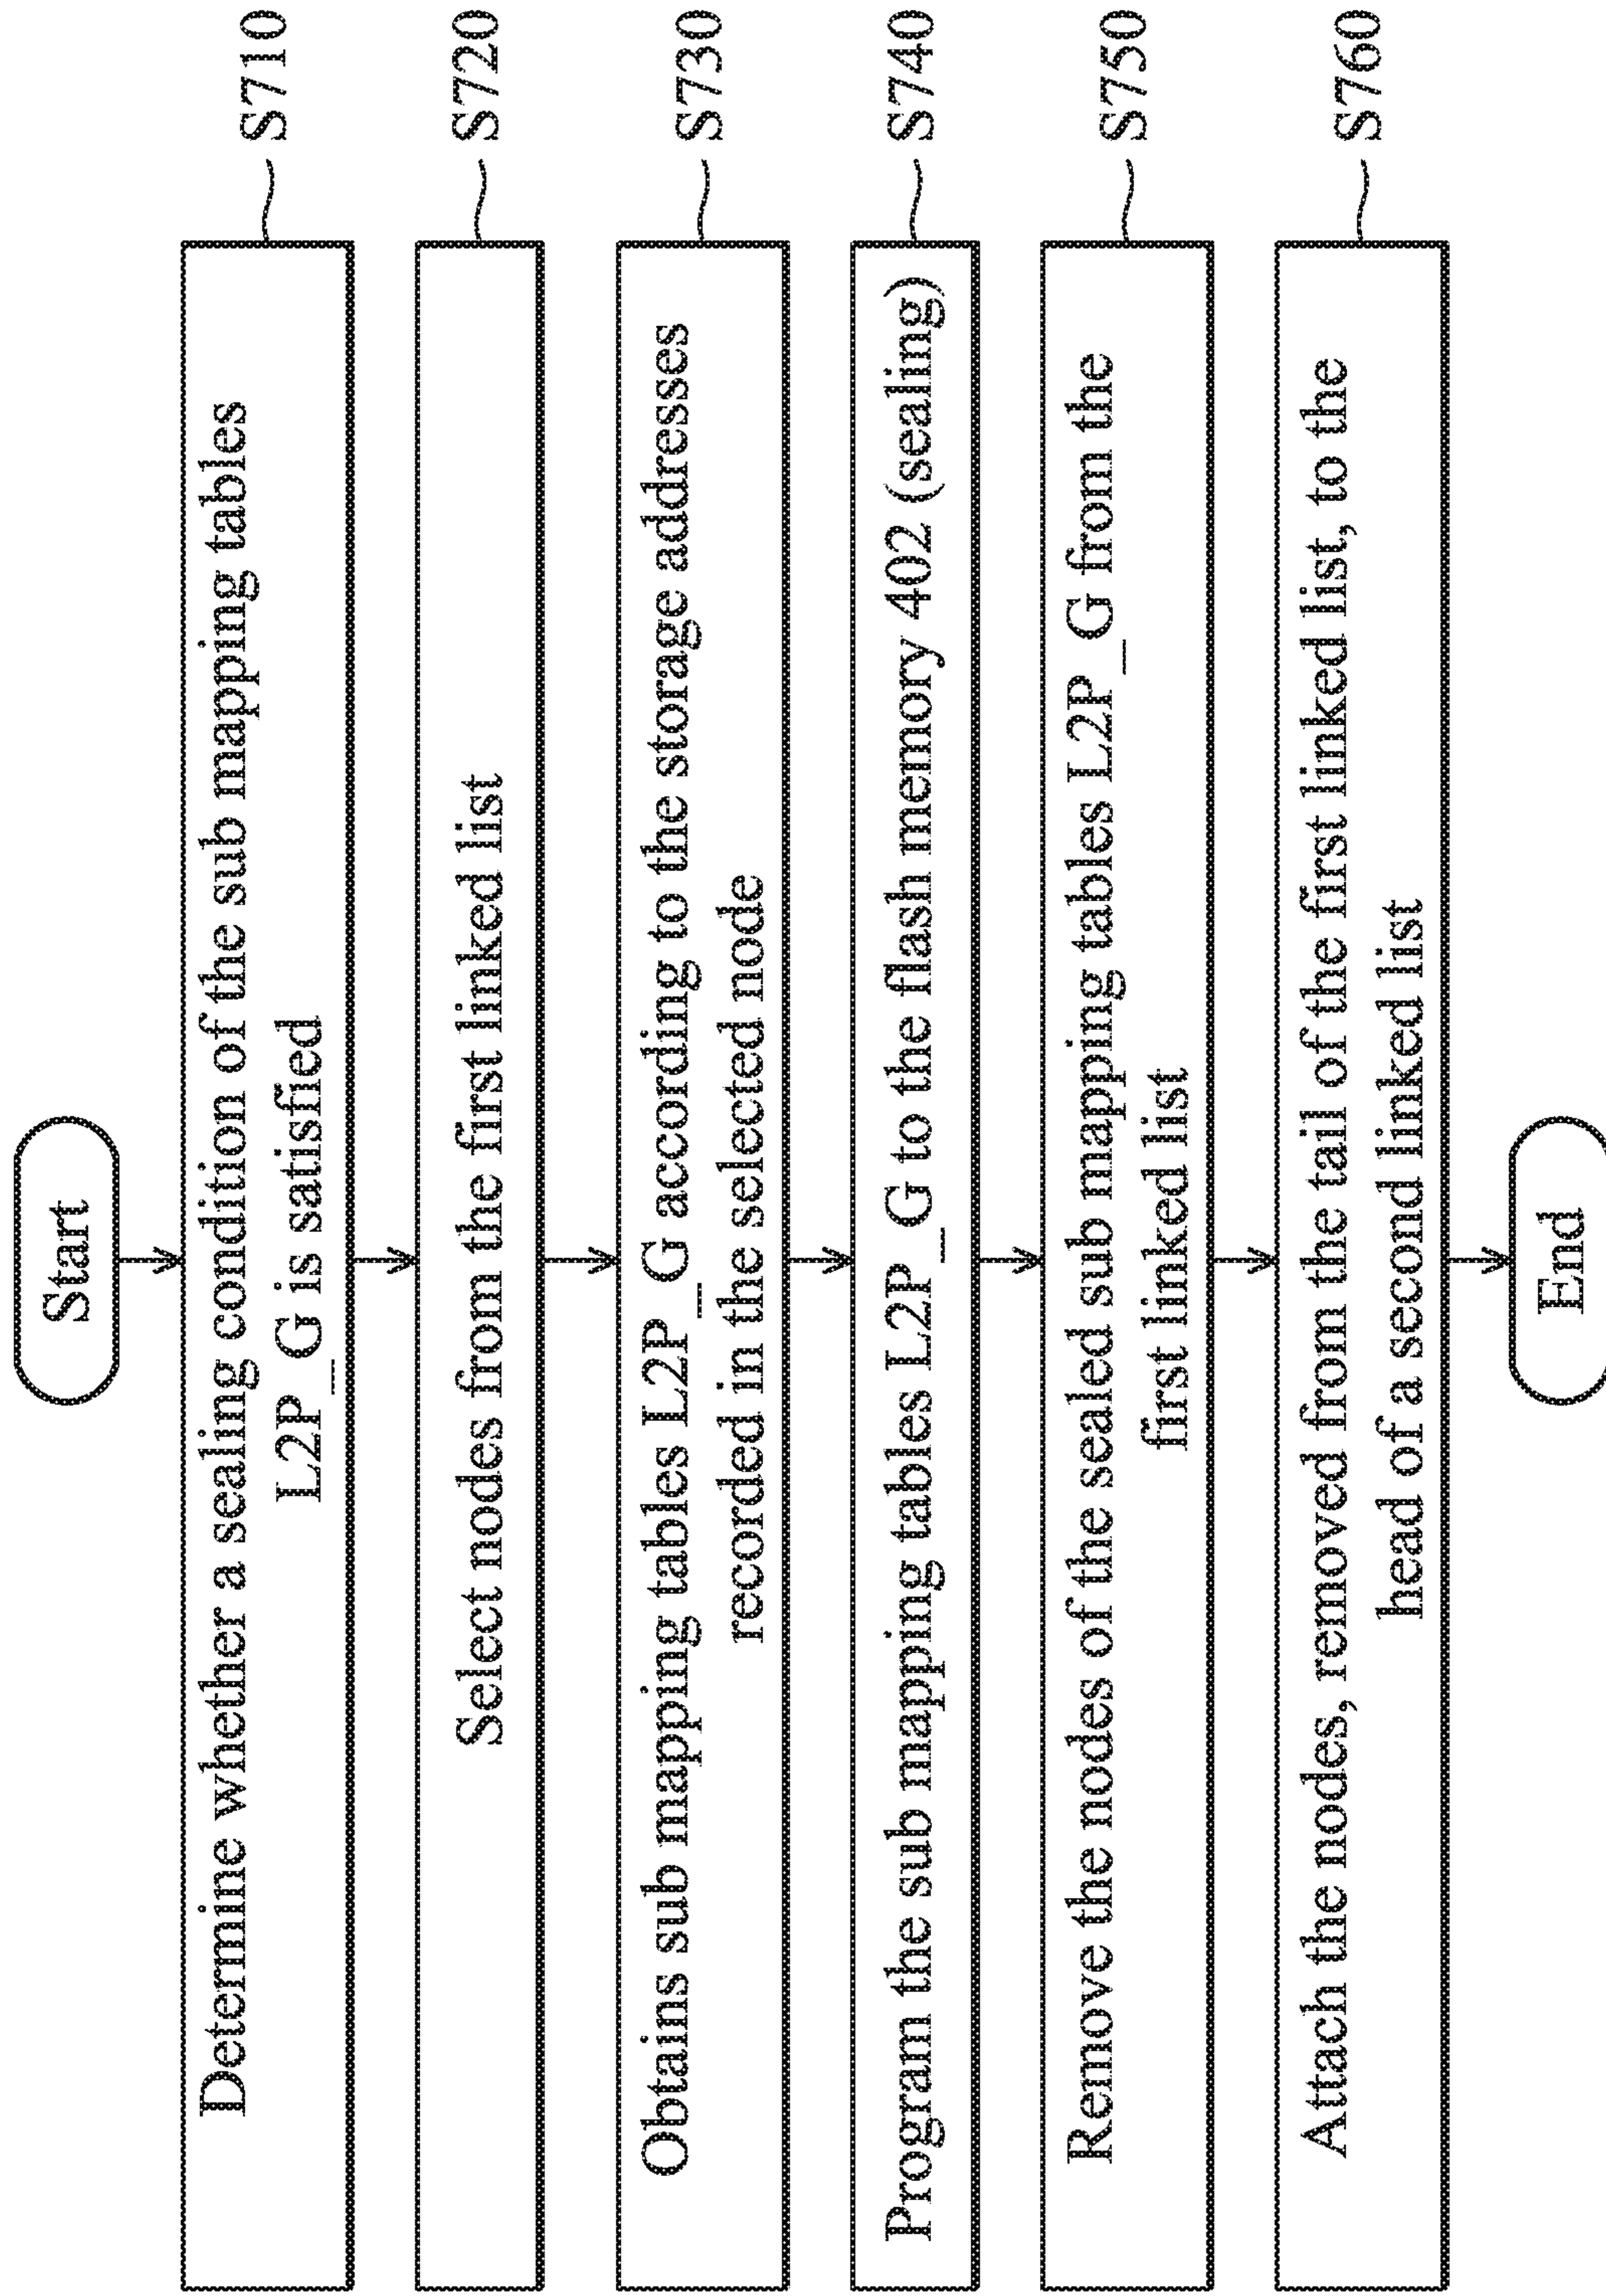 Start
Determine whether a sealing condition of the sub mapping tables
L2P_G is satisfied
S710
Select nodes from the first linked list
S720
Obtains sub mapping tables L2P_G according to the storage addresses
recorded in the selected node
S730
Program the sub mapping tables L2P_G to the flash memory 402 (sealing)
S740
Remove the nodes of the sealed sub mapping tables L2P_G from the
first linked list
S750
Attach the nodes, removed from the tail of the first linked list, to the
head of a second linked list
S760
End